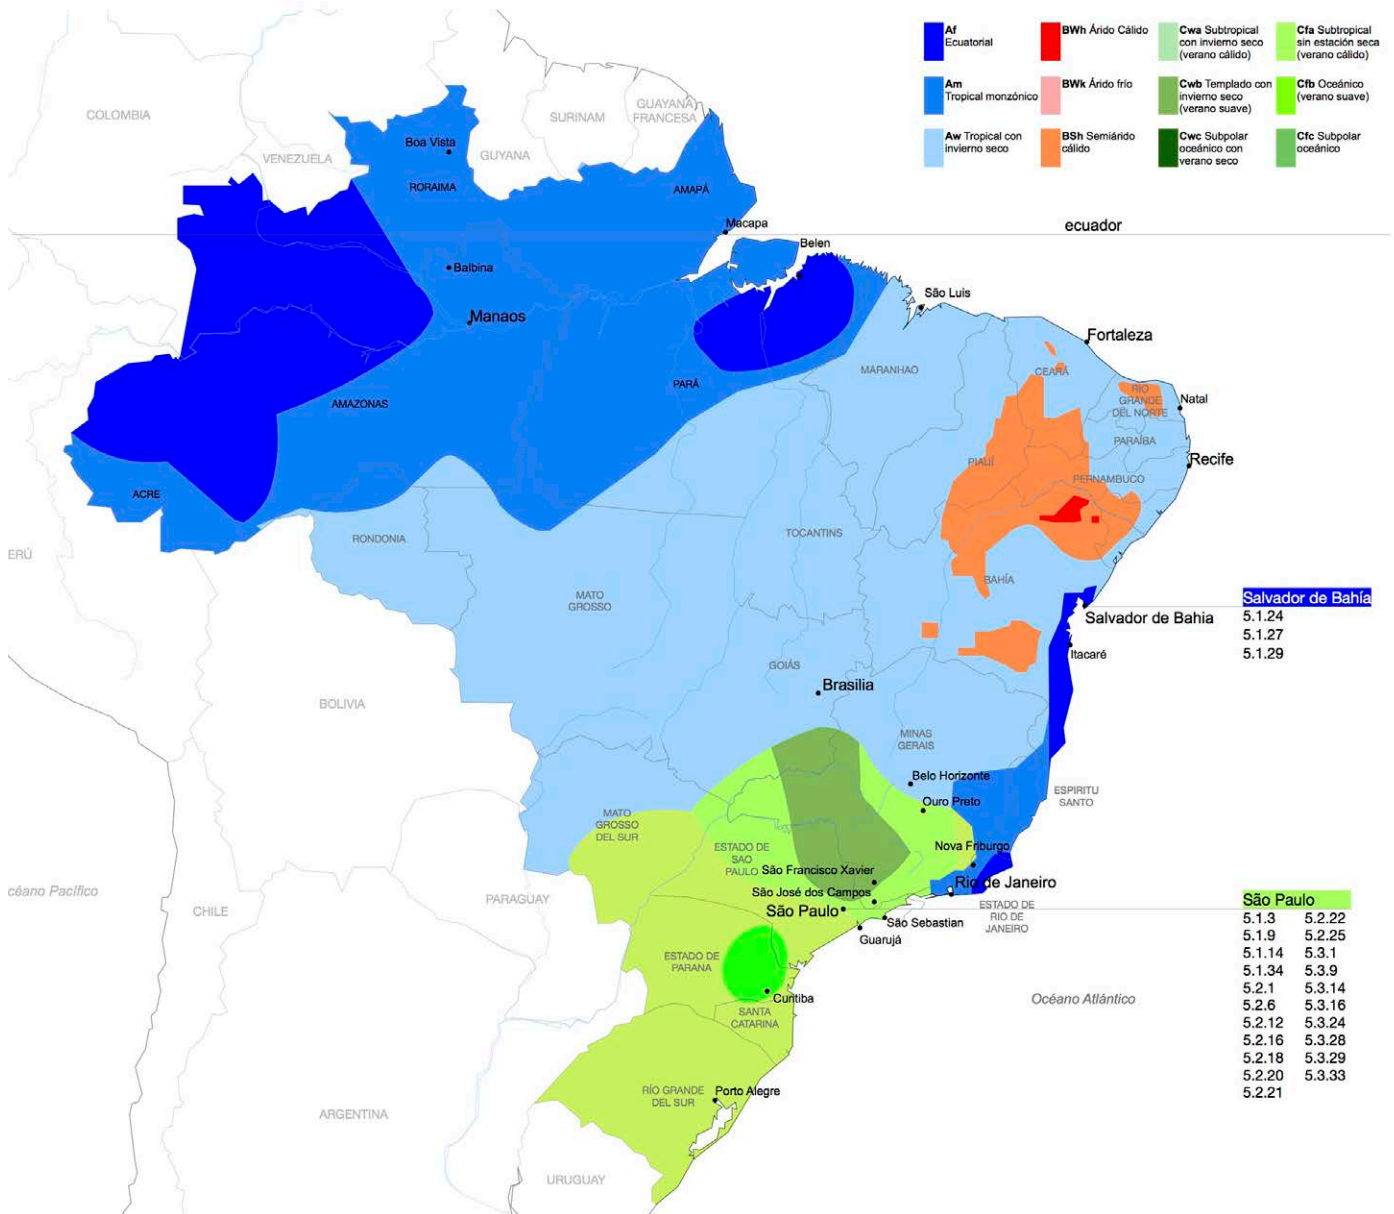 Af
Ecuatorial
Am
Tropical monzónico
Aw Tropical con
invierno seco
BWh Árido Cálido
BWk Árido frío
BSh Semiárido
cálido
Cwa Subtropical
con invierno seco
(verano cálido)
Cwb Templado con
invierno seco
(verano suave)
Cwc Subpolar
oceánico con
verano seco
Cfa Subtropical
sin estación seca
(verano cálido)
Cfb Oceánico
(verano suave)
Cfc Subpolar
oceánico
COLOMBIA
VENEZUELA
GUYANA
SURINAM
GUAYANA
FRANCESA
Boa Vista
RORAIMA
AMAPÁ
Macapa
ecuador
Belen
Balbina
Manaos
São Luis
Fortaleza
MARANHAO
CEARÁ
RIO
GRANDE
DEL NORTE
Natal
PARÁ
AMAZONAS
PARAÍBA
Recife
PIAUÍ
PERNAMBUCO
ACRE
TOCANTINS
RONDONIA
ERÚ
BAHÍA
MATO
GROSSO
Salvador de Bahia
Itacaré
Salvador de Bahía
5.1.24
5.1.27
5.1.29
GOIÁS
Brasilia
BOLIVIA
MINAS
GERAIS
Belo Horizonte
ESPIRITU
SANTO
Ouro Preto
MATO
GROSSO
DEL SUR
ESTADO DE
SAO
PAULO
Nova Friburgo
São Francisco Xavier
São José dos Campos
Rio de Janeiro
São Paulo
São Sebastian
Guarujá
ESTADO DE
RIO DE
JANEIRO
céano Pacífico
CHILE
PARAGUAY
ESTADO DE
PARANA
Curitiba
SANTA
CATARINA
Océano Atlántico
RÍO GRANDE
DEL SUR
Porto Alegre
ARGENTINA
URUGUAY
São Paulo
5.1.3 5.2.22
5.1.9 5.2.25
5.1.14 5.3.1
5.1.34 5.3.9
5.2.1 5.3.14
5.2.6 5.3.16
5.2.12 5.3.24
5.2.16 5.3.28
5.2.18 5.3.29
5.2.20 5.3.33
5.2.21